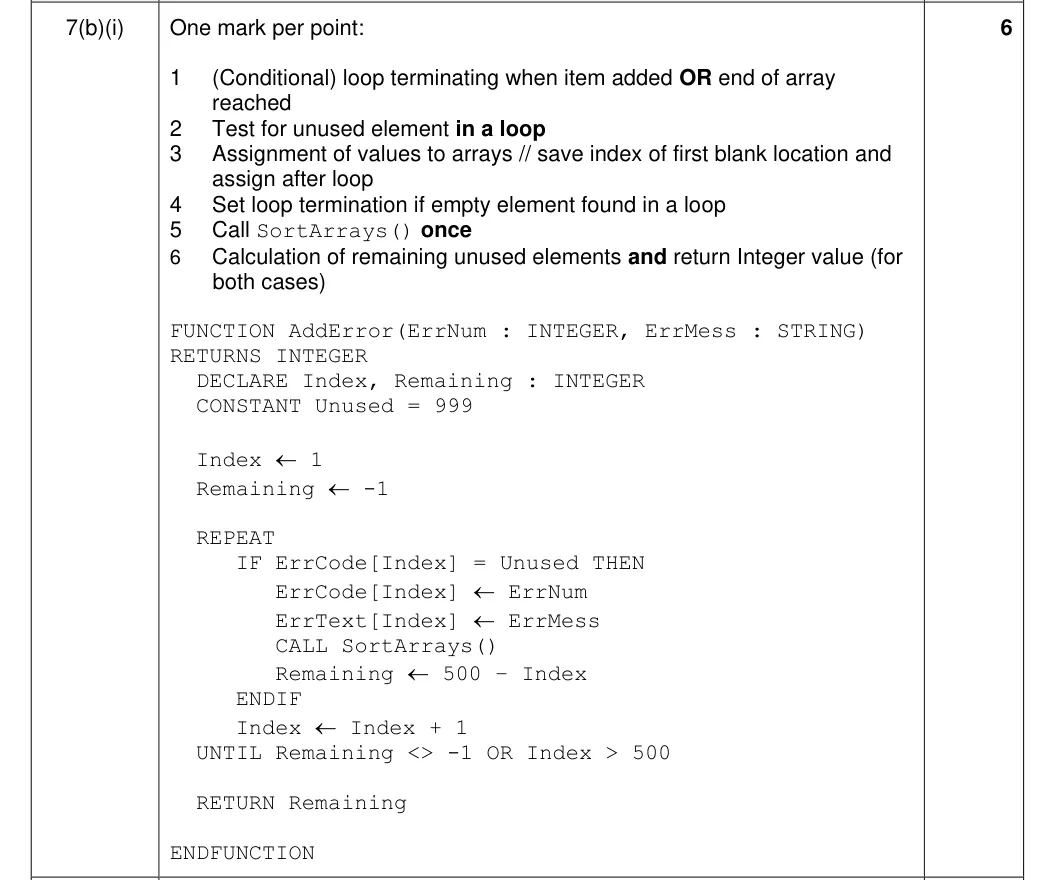 7(b)(i) One mark per point: 6
1 (Conditional) loop terminating when item added OR end of array
reached
2 Test for unused element in a loop
3 Assignment of values to arrays // save index of first blank location and
assign after loop
4 Set loop termination if empty element found in a loop
5 Call SortArrays() once
6 Calculation of remaining unused elements and return Integer value (for
both cases)
FUNCTION AddError(ErrNum : INTEGER, ErrMess : STRING)
RETURNS INTEGER
DECLARE Index, Remaining : INTEGER
CONSTANT Unused = 999
Index ← 1
Remaining ← -1
REPEAT
IF ErrCode[Index] = Unused THEN
ErrCode[Index] ← ErrNum
ErrText[Index] ← ErrMess
CALL SortArrays()
Remaining ← 500 – Index
ENDIF
Index ← Index + 1
UNTIL Remaining <> -1 OR Index > 500
RETURN Remaining
ENDFUNCTION